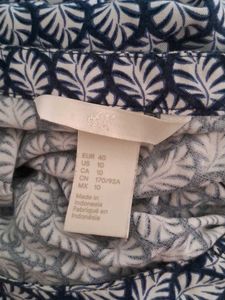 EUR 40
US 10
CA 10
CN 170/92A
MX 10
Made in
Indonesia
Fabriqué en
Indonésie